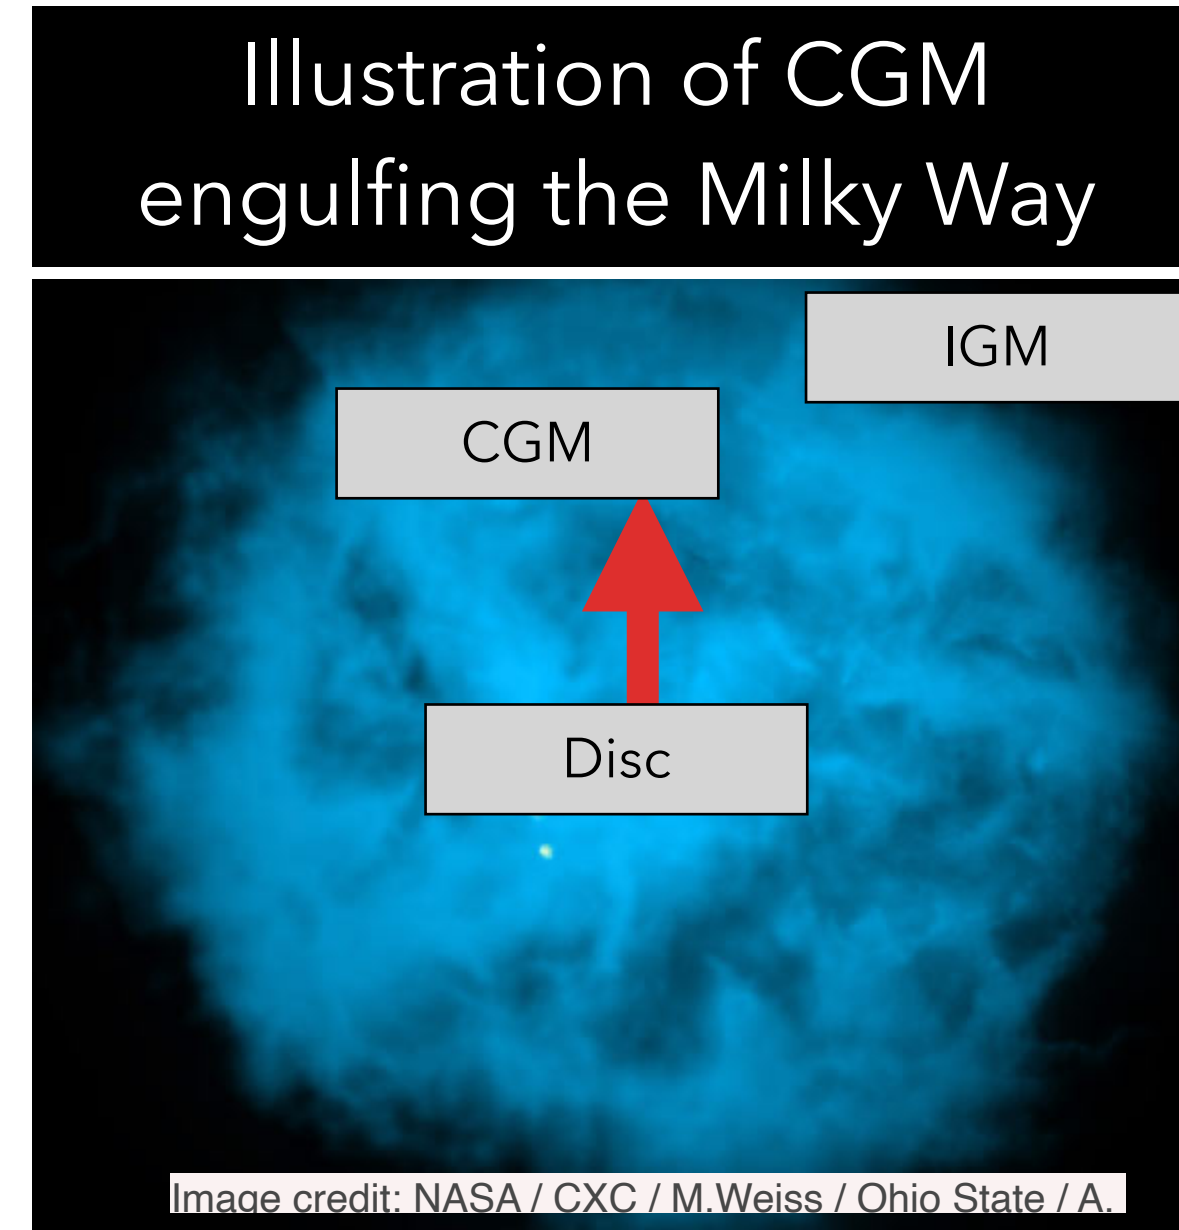 Illustration of CGM
engulfing the Milky Way
IGM
CGM
Disc
Image credit: NASA / CXC / M.Weiss / Ohio State / A.